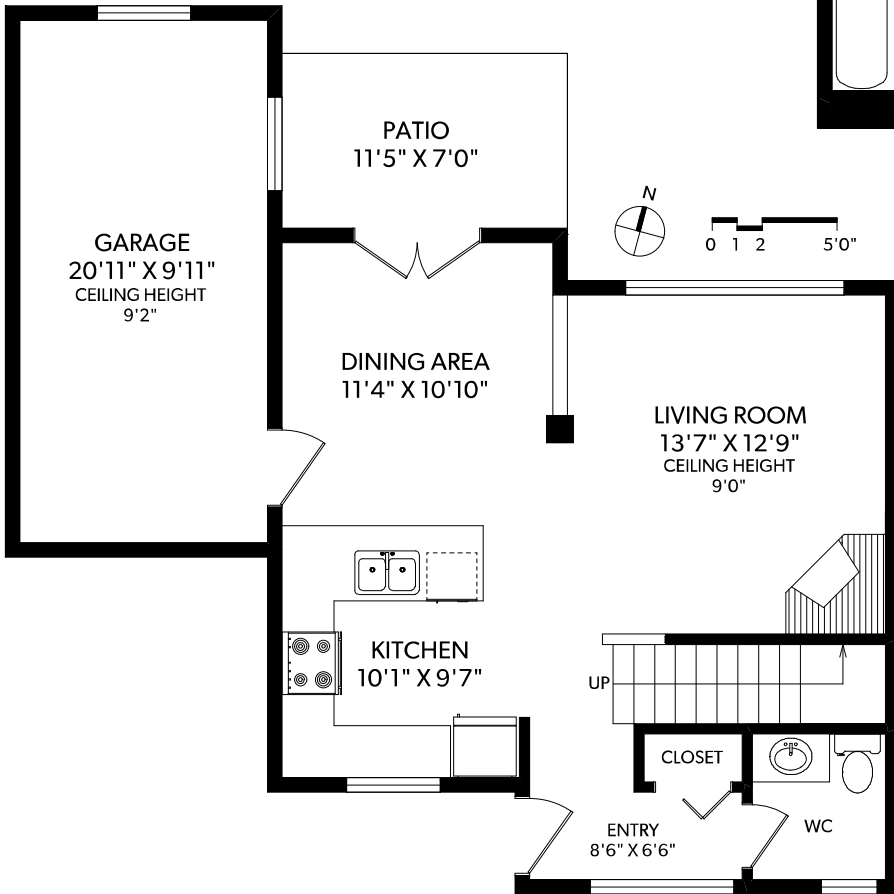 PATIO
11'5" X 7'0"
N
0 1 2 5'0"
GARAGE
20'11" X 9'11"
CEILING HEIGHT
9'2"
DINING AREA
11'4" X 10'10"
LIVING ROOM
13'7" X 12'9"
CEILING HEIGHT
9'0"
KITCHEN
10'1" X 9'7"
UP
CLOSET
ENTRY
8'6" X 6'6"
WC